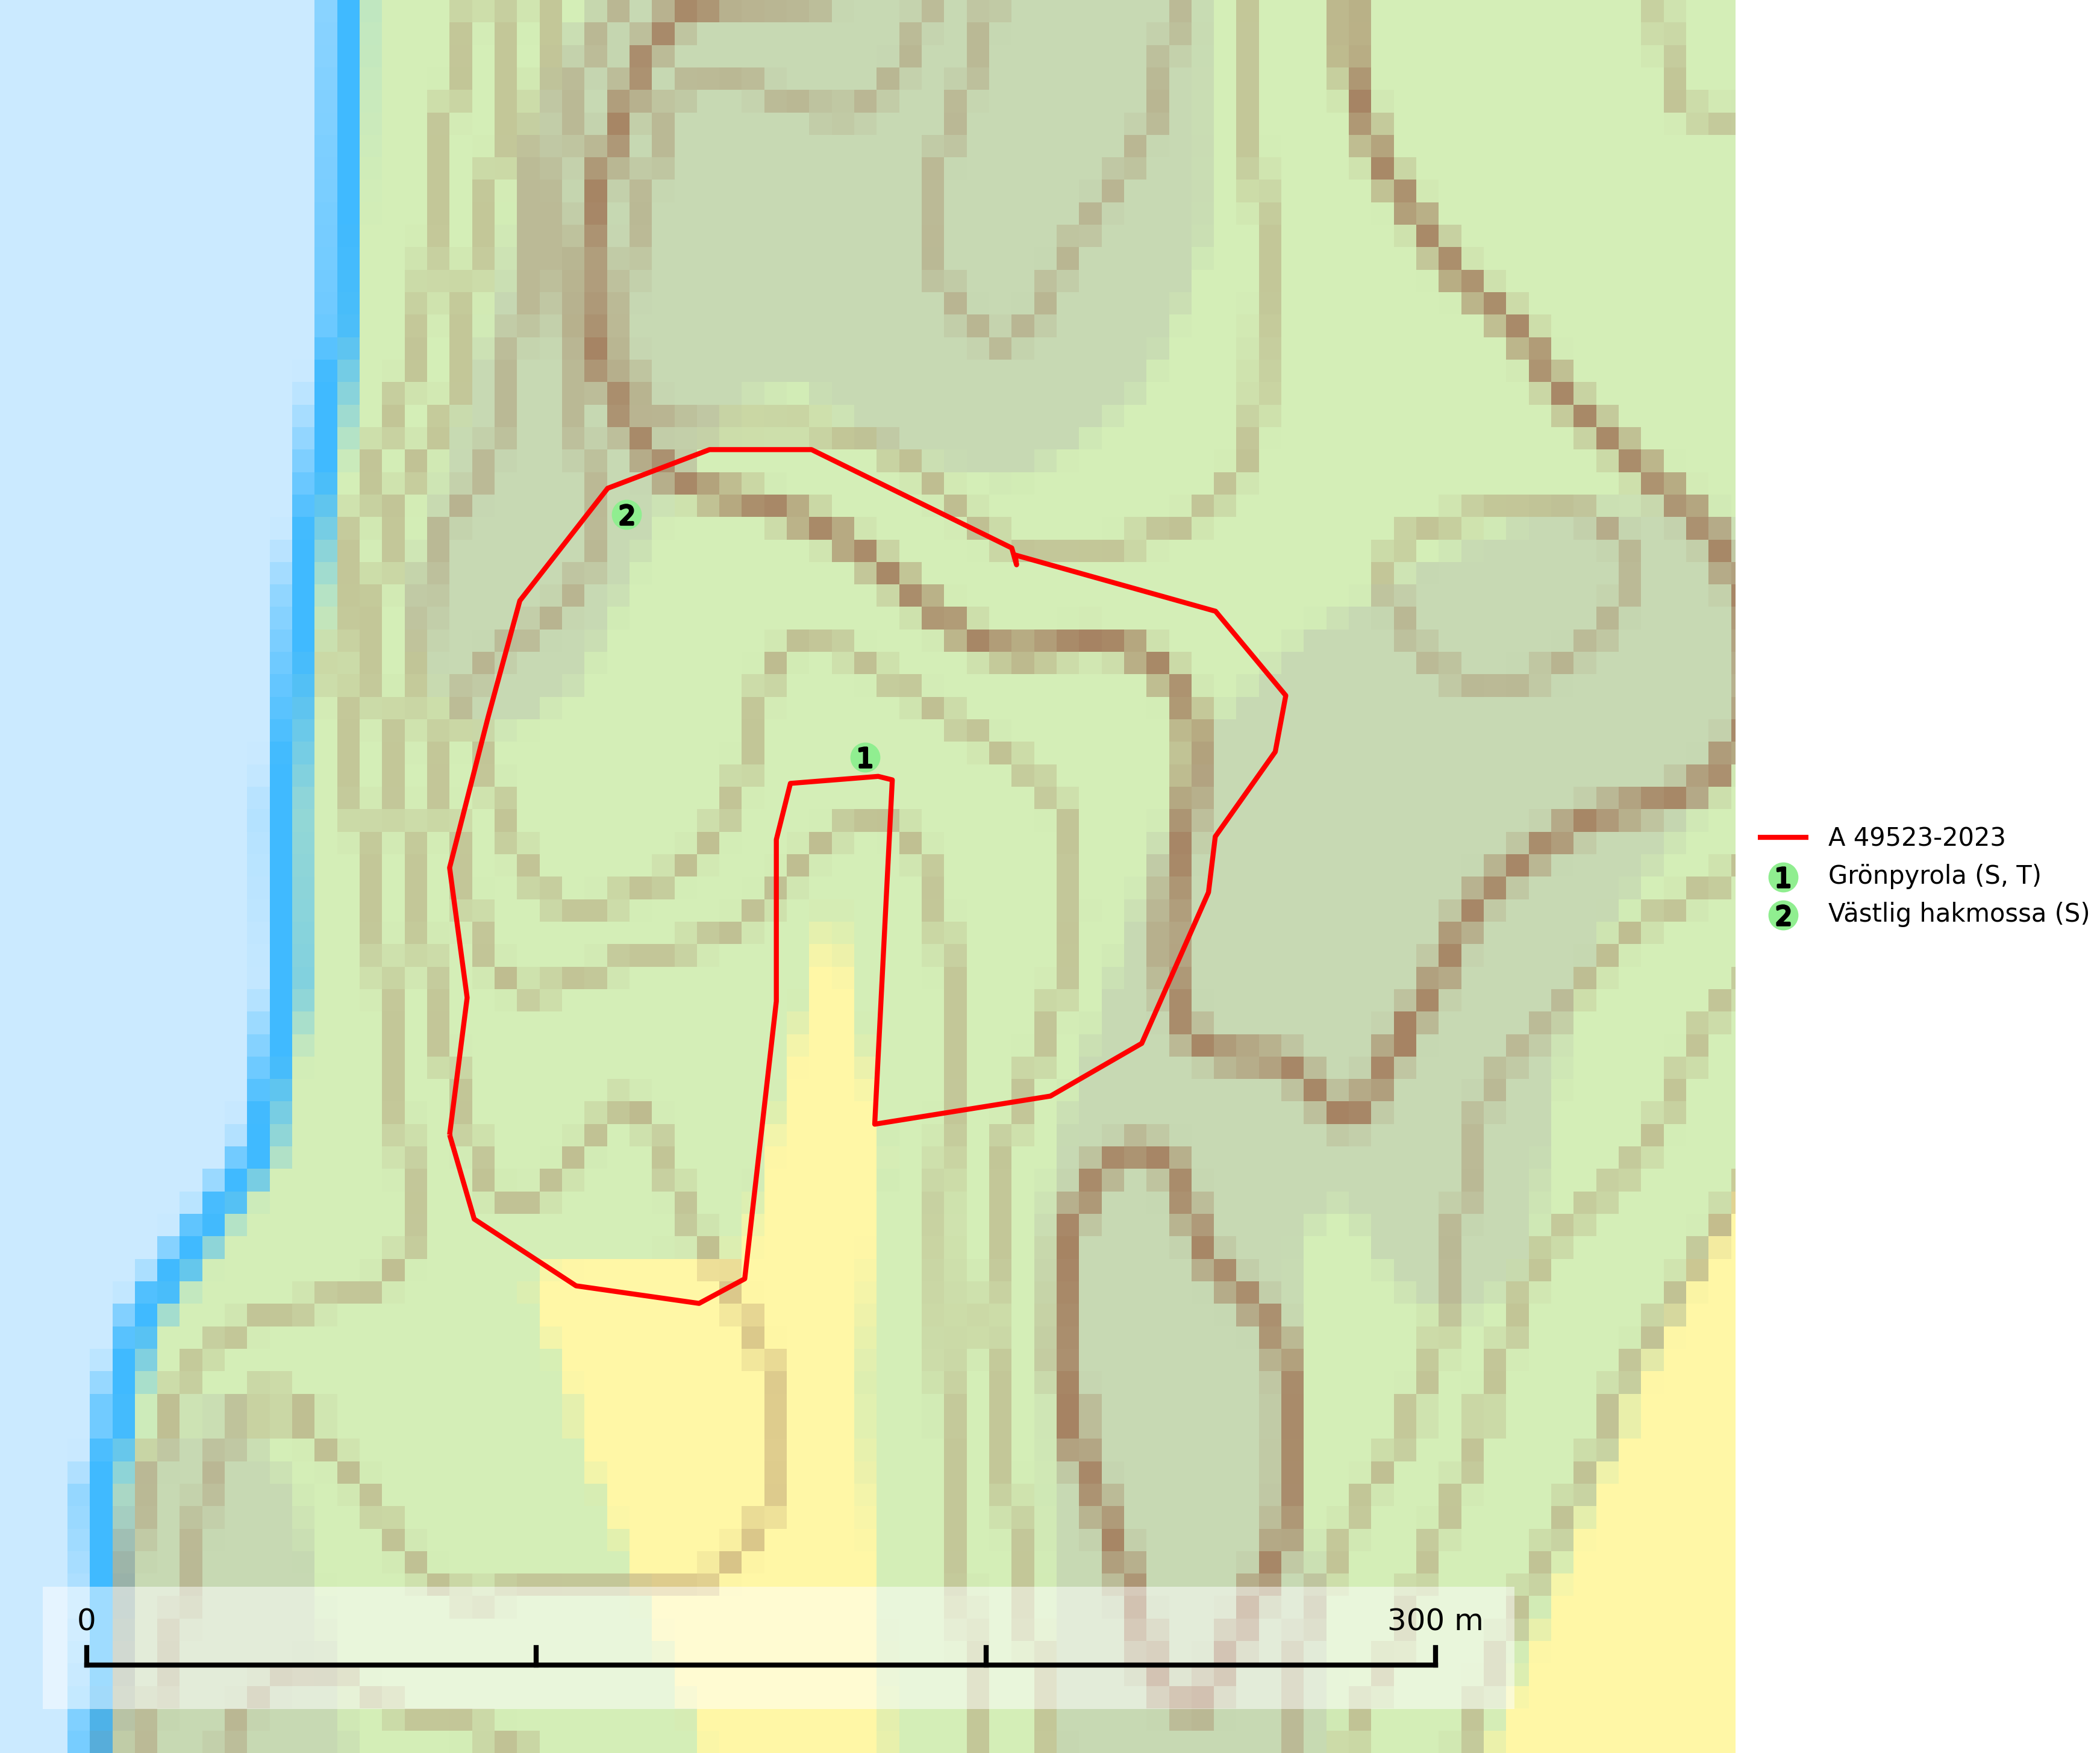 2
1
A 49523-2023
1 Grönpyrola (S, T)
2 Västlig hakmossa (S)
0 300 m